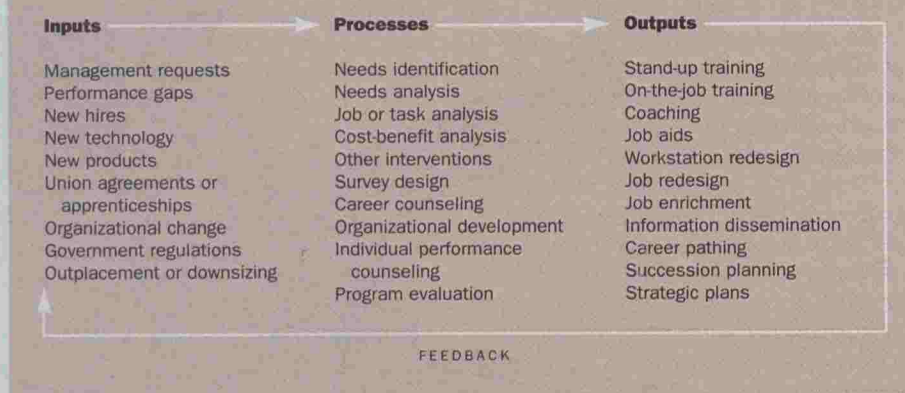 Inputs
Management requests
Performance gaps
New hires
New technology
New products
Union agreements or
apprenticeships
Organizational change
Government regulations
Outplacement or downsizing
Processes
Needs identification
Needs analysis
Job or task analysis
Cost-benefit analysis
Other interventions
Survey design
Career counseling
Organizational development
Individual performance
counseling
Program evaluation
Outputs
Stand-up training
On-the-job training
Coaching
Job aids
Workstation redesign
Job redesign
Job enrichment
Information dissemination
Career pathing
Succession planning
Strategic plans
FEEDBACK